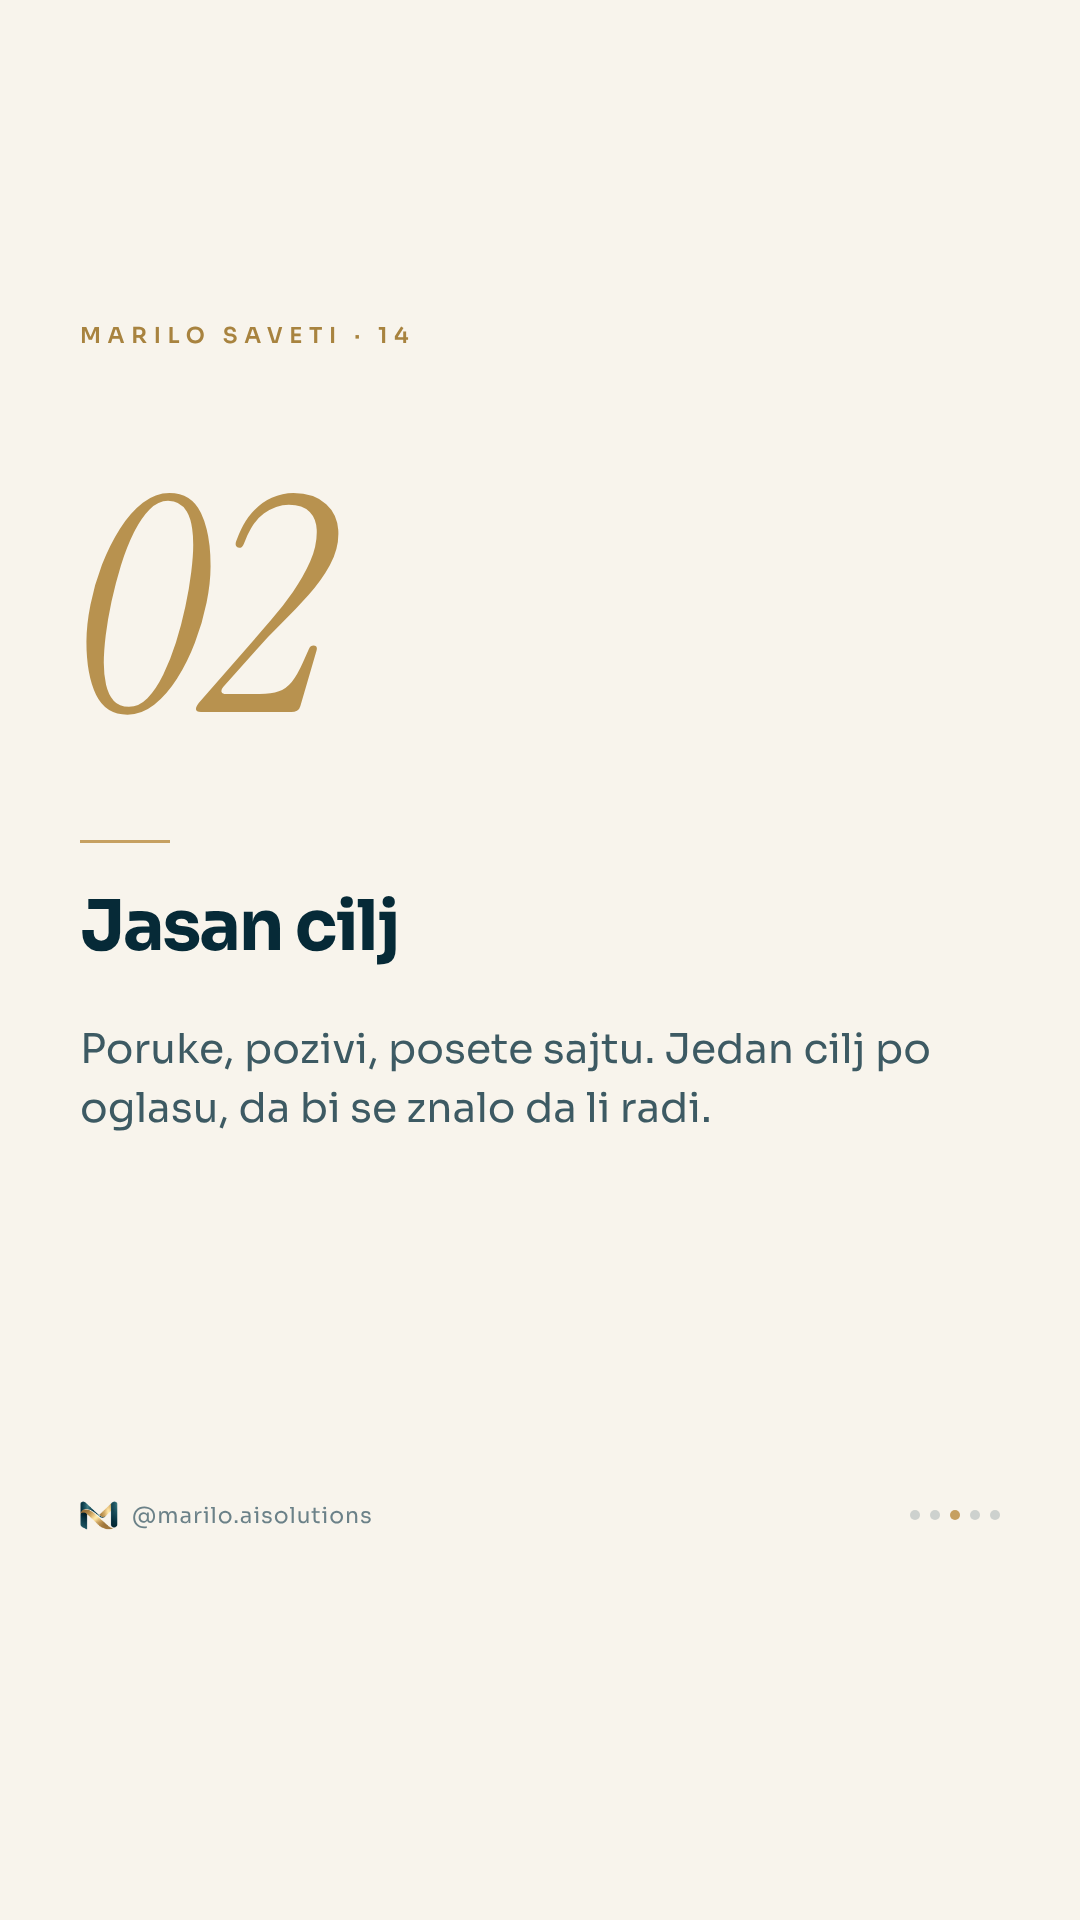 MARILO SAVETI · 14
02
Jasan cilj
Poruke, pozivi, posete sajtu. Jedan cilj po
oglasu, da bi se znalo da li radi.
@marilo.aisolutions